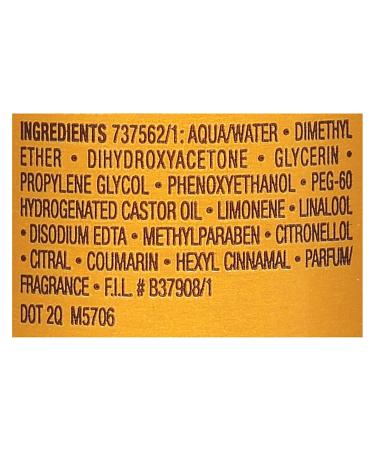 INGREDIENTS 737562/1: AQUA/WATER • DIMETHYL
ETHER • DIHYDROXYACETONE • GLYCERIN •
PROPYLENE GLYCOL • PHENOXYETHANOL • PEG-60
HYDROGENATED CASTOR OIL • LIMONENE • LINALOOL
• DISODIUM EDTA • METHYLPARABEN • CITRONELLOL
• CITRAL • COUMARIN • HEXYL CINNAMAL • PARFUM/
FRAGRANCE • F.I.L. # B37908/1
DOT 2Q M5706